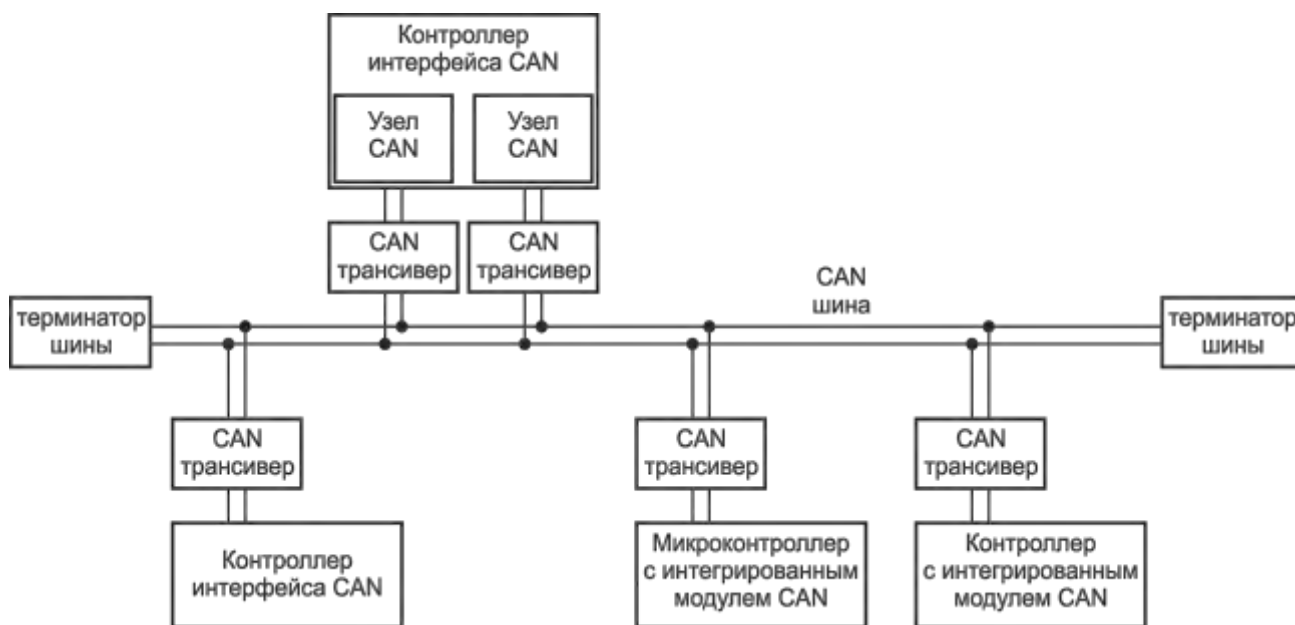 Контроллер
интерфейса CAN
Узел
CAN
Узел
CAN
CAN
трансивер
CAN
трансивер
CAN
шина
терминатор
шины
терминатор
шины
CAN
трансивер
CAN
трансивер
CAN
трансивер
Контроллер
интерфейса CAN
Микроконтроллер
с интегрированным
модулем CAN
Контроллер
с интегрированным
модулем CAN